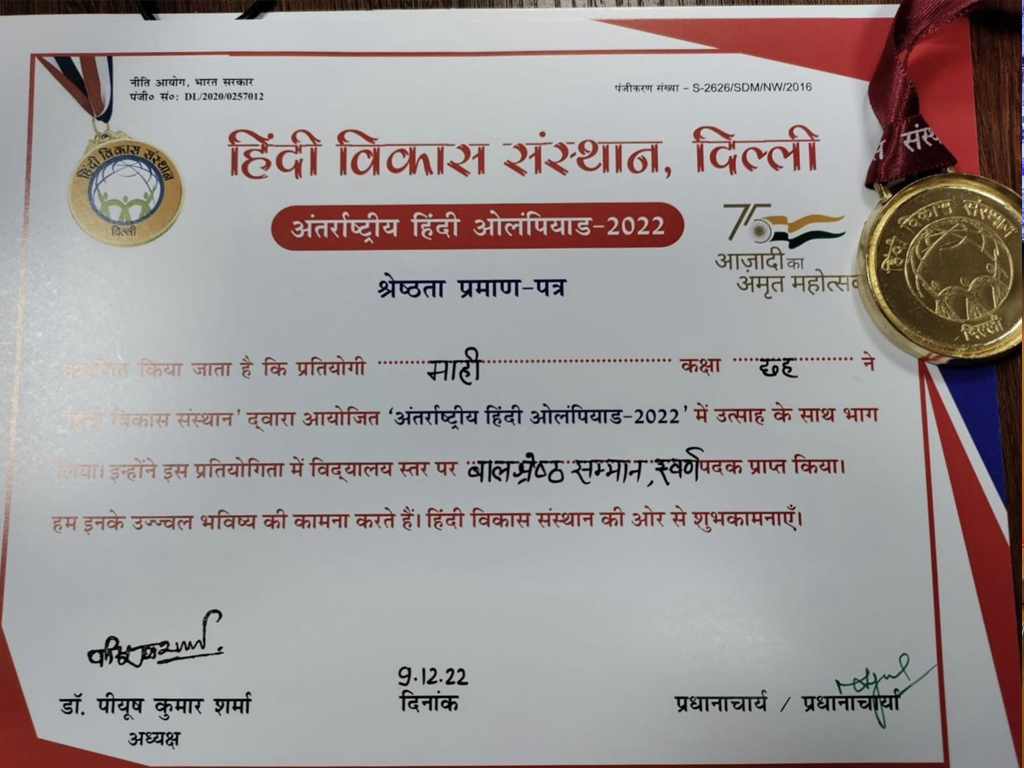 नीति आयोग, भारत सरकार
पंजी० सं०: DL/2020/0257012
पंजीकरण संख्या – S-2626/SDM/NW/2016
हिंदी विकास संस्थान, दिल्ली
हिंदी विकास संस्थान
दिल्ली
अंतर्राष्ट्रीय हिंदी ओलंपियाड-2022
75
आज़ादी का
अमृत महोत्सव
श्रेष्ठता प्रमाण-पत्र
हिंदी विकास संस्थान
दिल्ली
किया जाता है कि प्रतियोगी माही कक्षा छह ने
विकास संस्थान’ द्वारा आयोजित ‘अंतर्राष्ट्रीय हिंदी ओलंपियाड-2022’ में उत्साह के साथ भाग
लिया। इन्होंने इस प्रतियोगिता में विद्यालय स्तर पर बालश्रेष्ठ सम्मान, स्वर्ण पदक प्राप्त किया।
हम इनके उज्ज्वल भविष्य की कामना करते हैं। हिंदी विकास संस्थान की ओर से शुभकामनाएँ।
9.12.22
डॉ. पीयूष कुमार शर्मा
अध्यक्ष
दिनांक
प्रधानाचार्य / प्रधानाचार्या